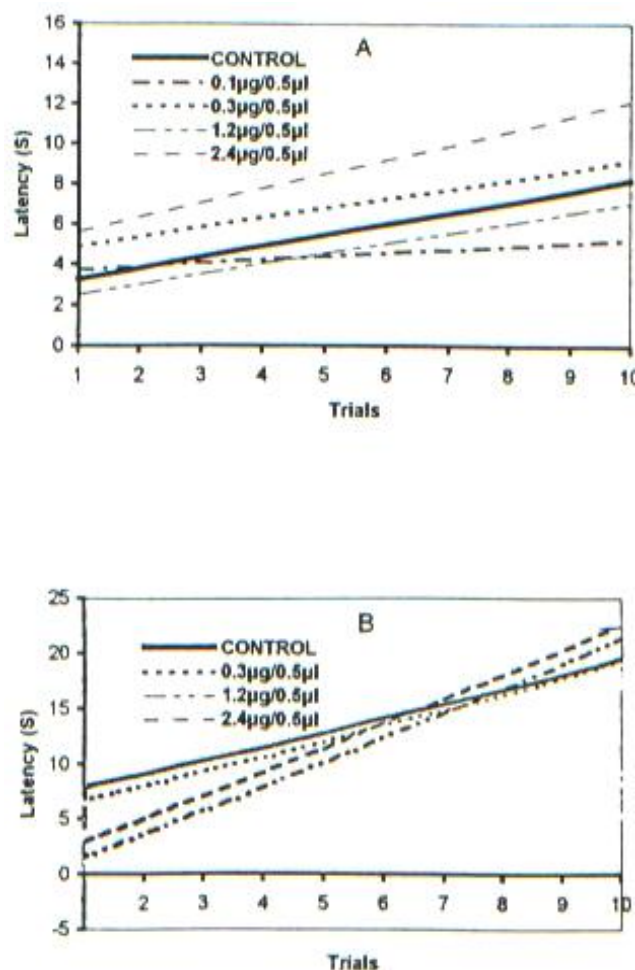 A
16
14
12
10
8
6
4
2
0
Latency (S)
CONTROL
0.1µg/0.5µl
0.3µg/0.5µl
1.2µg/0.5µl
2.4µg/0.5µl
1 2 3 4 5 6 7 8 9 10
Trials
B
25
20
15
10
5
0
-5
Latency (S)
CONTROL
0.3µg/0.5µl
1.2µg/0.5µl
2.4µg/0.5µl
2 3 4 5 6 7 8 9 10
Trials